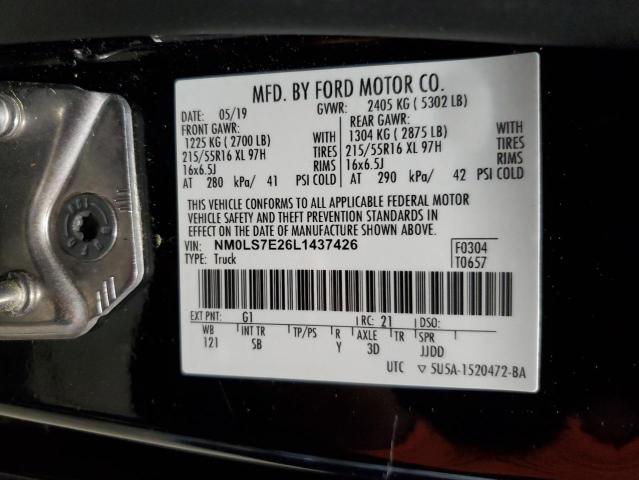 MFD. BY FORD MOTOR CO.
DATE: 05/19 GVWR: 2405 KG ( 5302 LB)
FRONT GAWR: REAR GAWR:
1225 KG ( 2700 LB) WITH 1304 KG ( 2875 LB) WITH
215/55R16 XL 97H TIRES 215/55R16 XL 97H TIRES
16x6.5J RIMS 16x6.5J RIMS
AT 280 kPa/ 41 PSI COLD AT 290 kPa/ 42 PSI COLD
THIS VEHICLE CONFORMS TO ALL APPLICABLE FEDERAL MOTOR
VEHICLE SAFETY AND THEFT PREVENTION STANDARDS IN
EFFECT ON THE DATE OF MANUFACTURE SHOWN ABOVE.
VIN: NM0LS7E26L1437426 F0304
TYPE: Truck T0657
EXT PNT: G1 RC: 21 DSO:
WB INT TR TP/PS R AXLE TR SPR
121 SB Y 3D JJDD
UTC ▽ 5U5A-1520472-BA